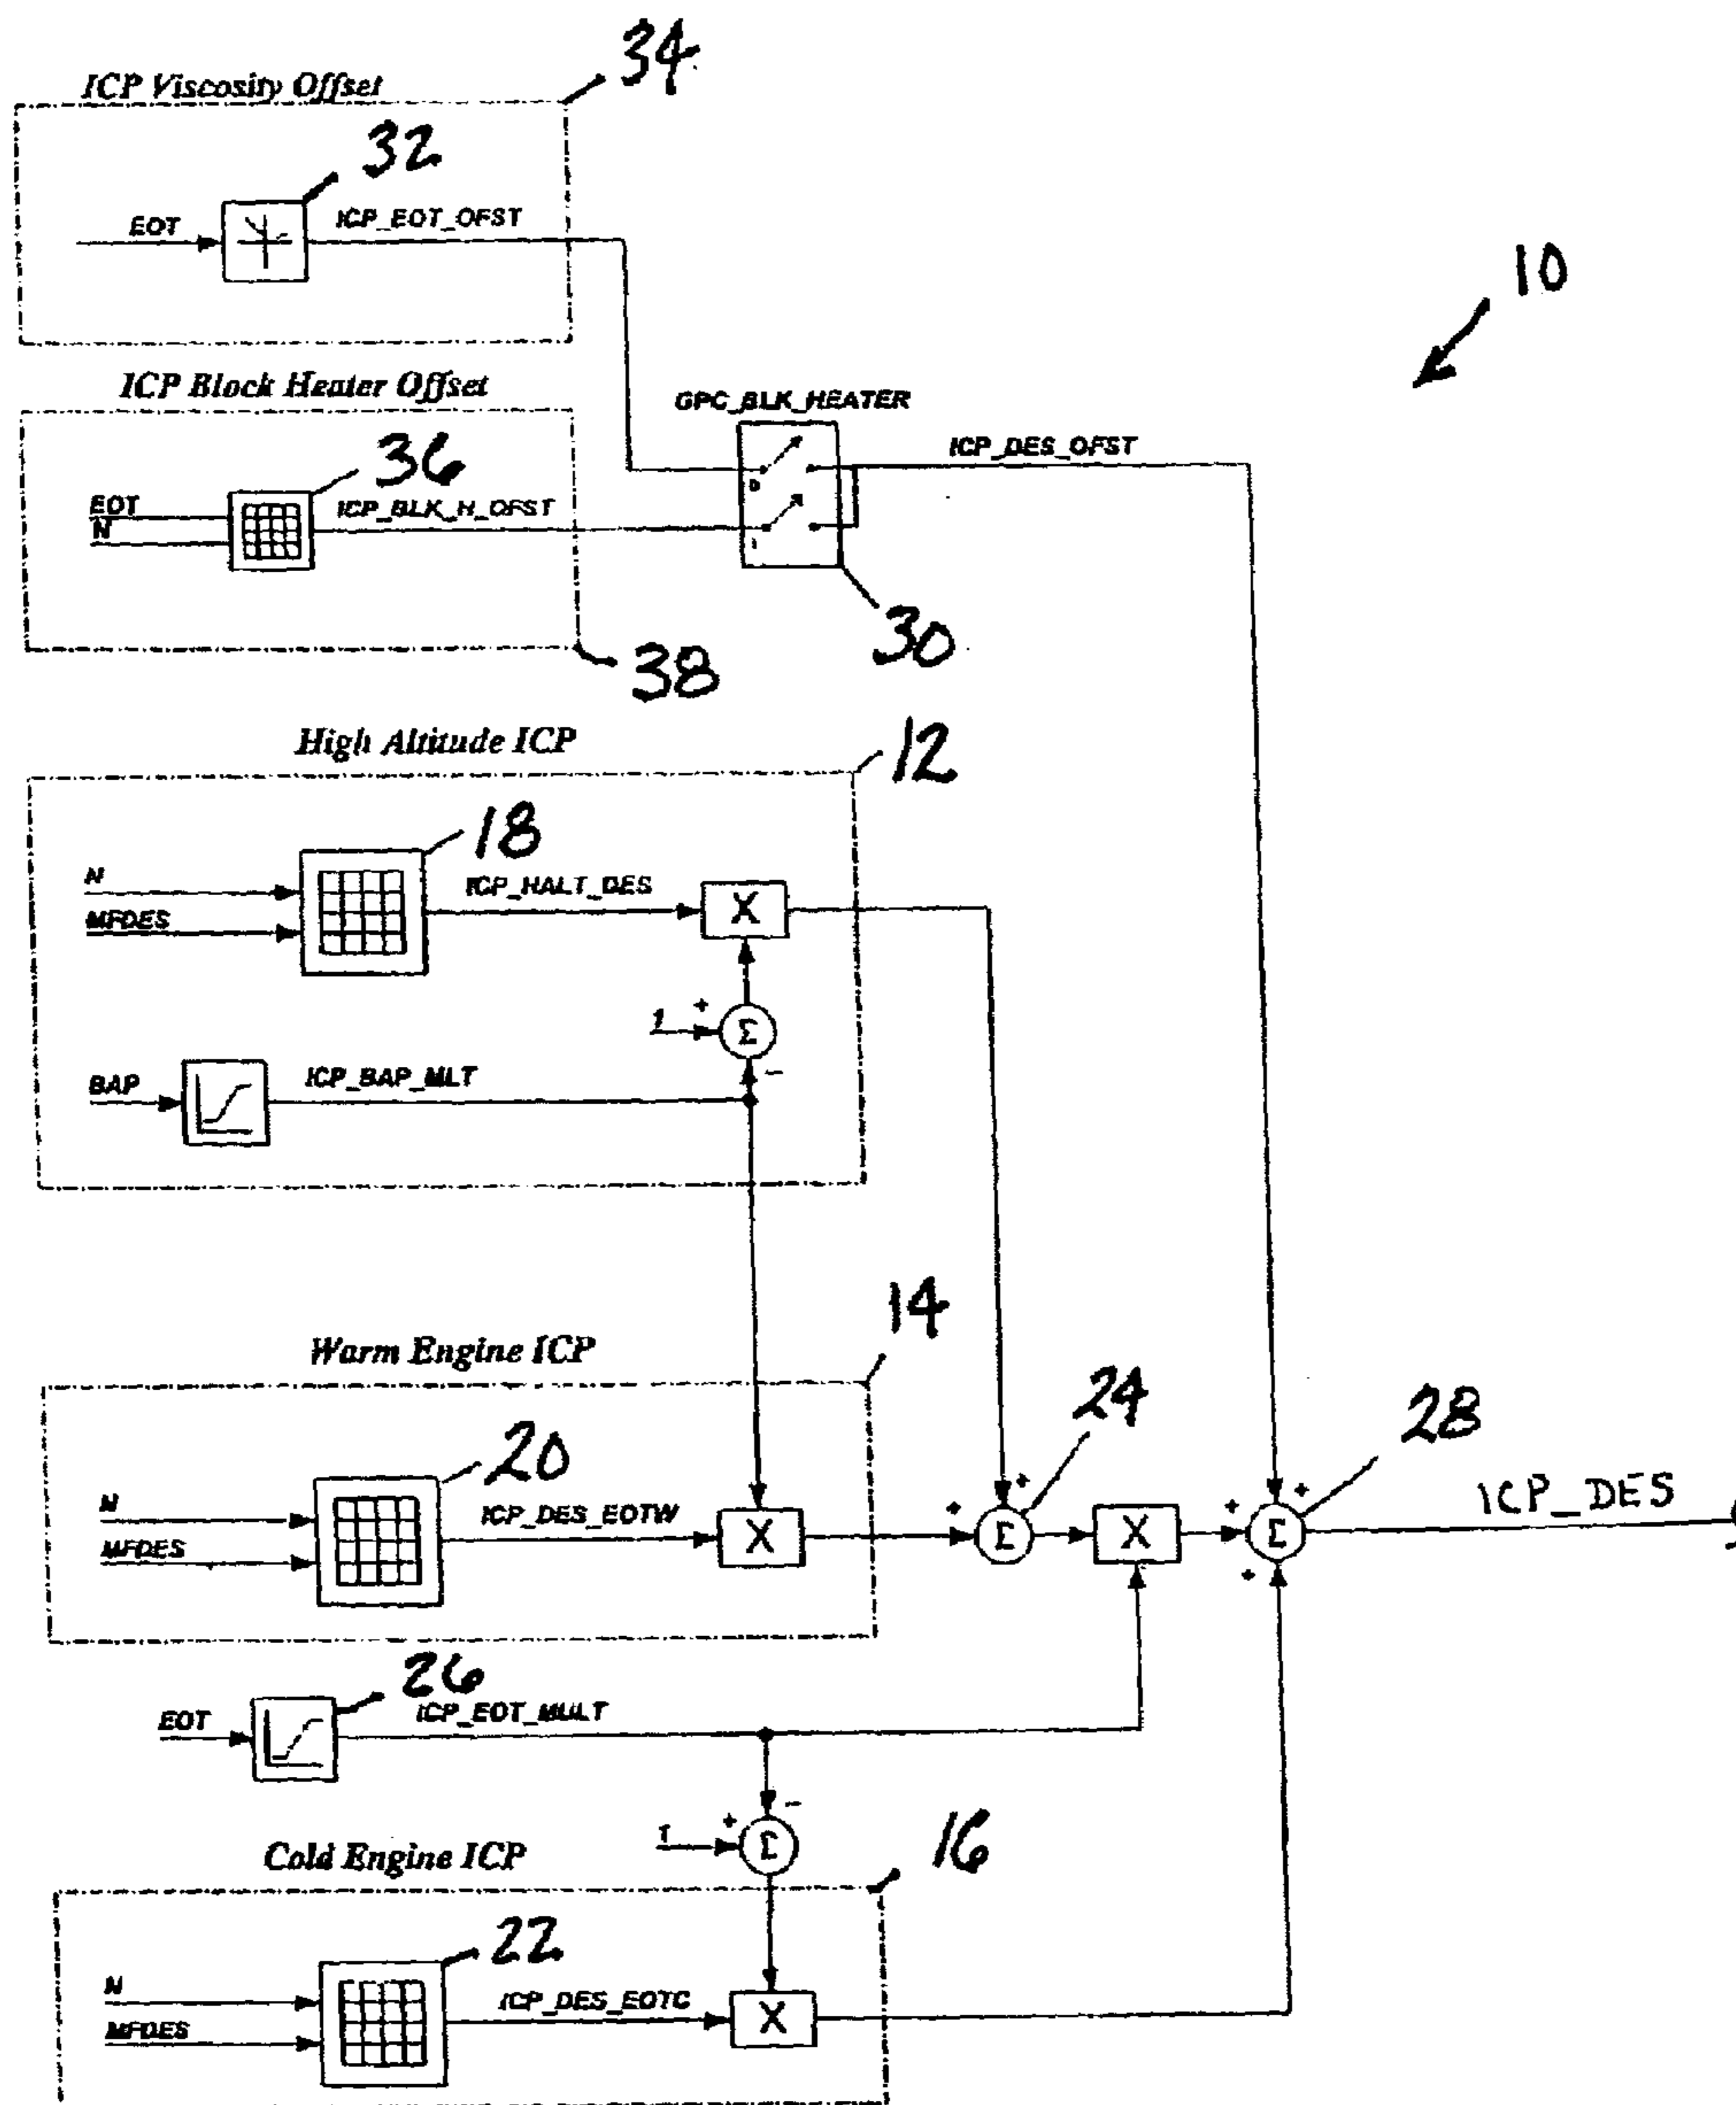 34
ICP Viscosity Offset
32
EOT
ICP_EOT_OFST
10
ICP Block Heater Offset
GPC_BLK_HEATER
ICP_DES_OFST
36
EOT
N
ICP_BLK_H_OFST
0
1
30
38
High Altitude ICP
12
18
N
MFDES
ICP_HALT_DES
X
1
+
Σ
-
BAP
ICP_BAP_MLT
14
Warm Engine ICP
24
28
20
N
MFDES
ICP_DES_EOTW
X
+
+
Σ
X
+
+
Σ
+
ICP_DES
26
EOT
ICP_EOT_MULT
1
+
-
Σ
Cold Engine ICP
16
22
N
MFDES
ICP_DES_EOTC
X